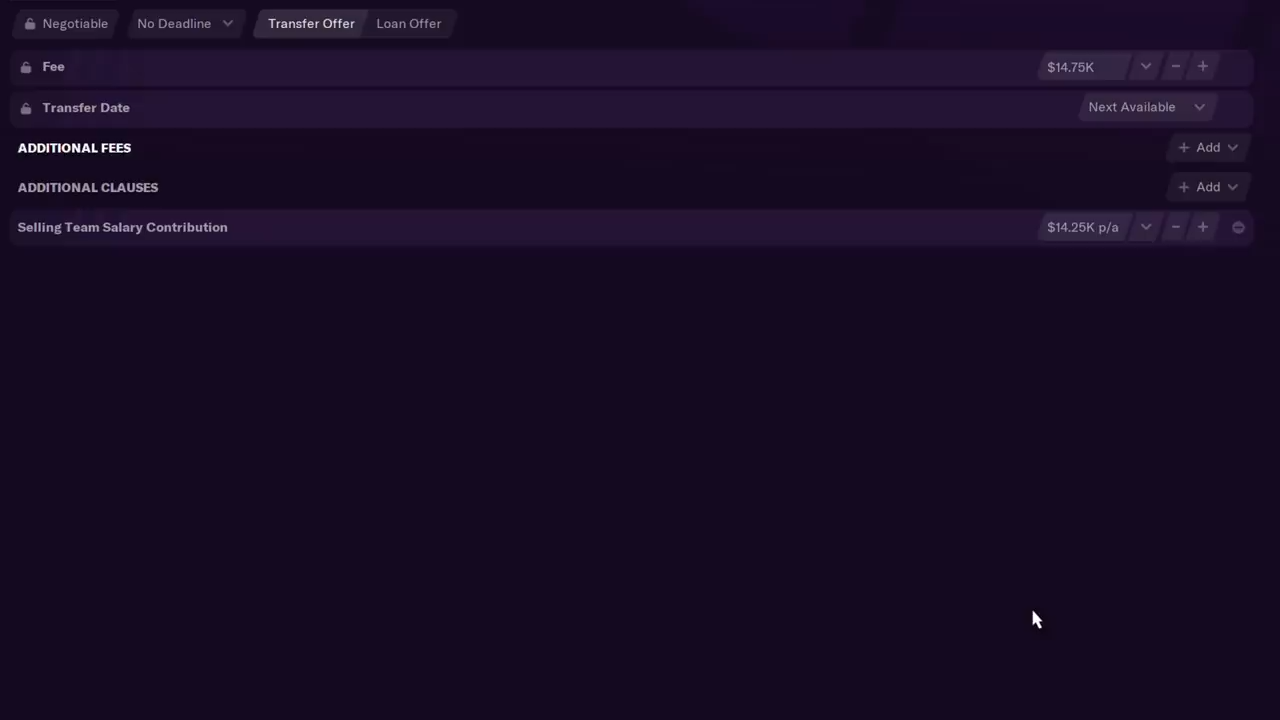 Negotiable No Deadline Transfer Offer Loan Offer
Fee $14.75K
Transfer Date Next Available
ADDITIONAL FEES + Add
ADDITIONAL CLAUSES + Add
Selling Team Salary Contribution $14.25K p/a